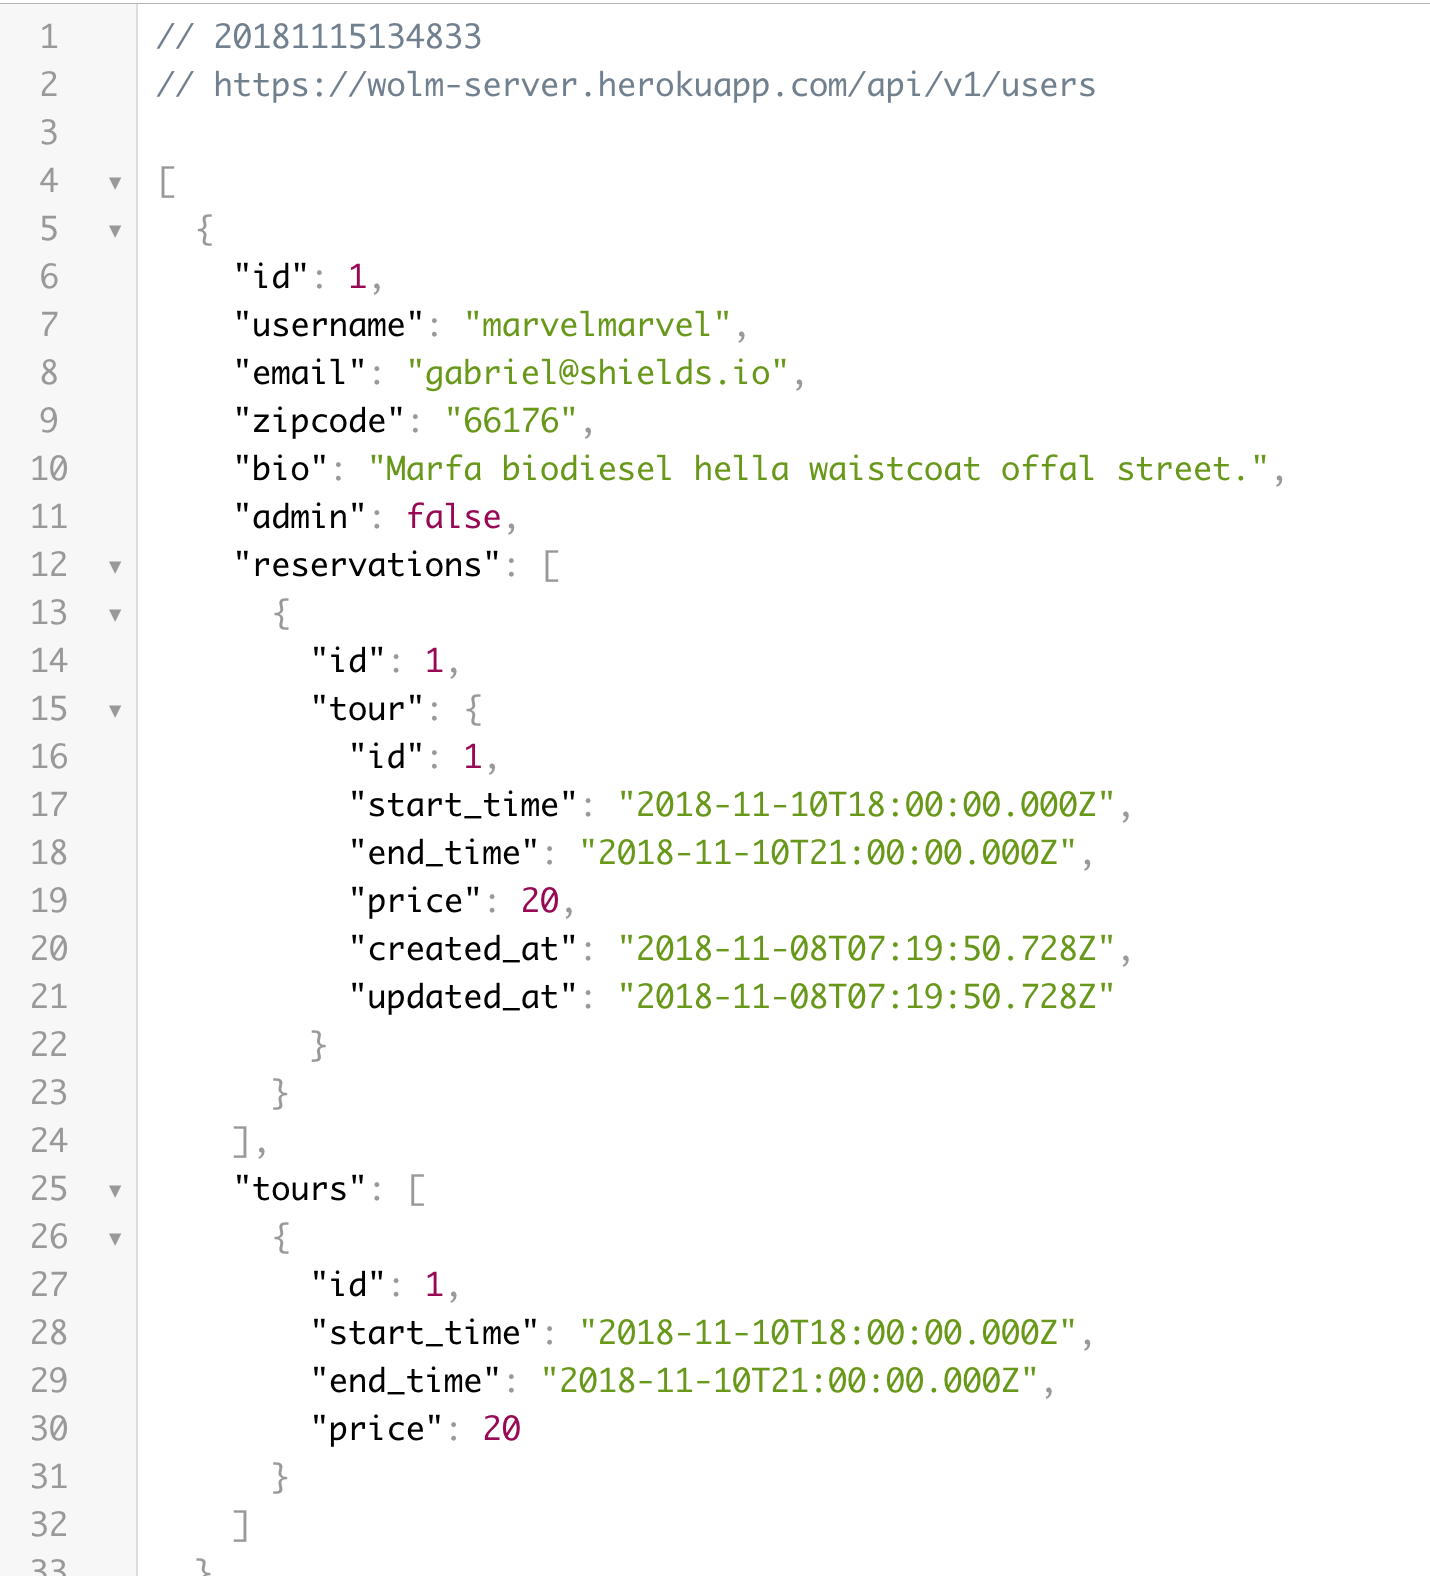 1 // 20181115134833
2 // https://wolm-server.herokuapp.com/api/v1/users
3
4 ▼ [
5 ▼ {
6 "id": 1,
7 "username": "marvelmarvel",
8 "email": "gabriel@shields.io",
9 "zipcode": "66176",
10 "bio": "Marfa biodiesel hella waistcoat offal street.",
11 "admin": false,
12 ▼ "reservations": [
13 ▼ {
14 "id": 1,
15 ▼ "tour": {
16 "id": 1,
17 "start_time": "2018-11-10T18:00:00.000Z",
18 "end_time": "2018-11-10T21:00:00.000Z",
19 "price": 20,
20 "created_at": "2018-11-08T07:19:50.728Z",
21 "updated_at": "2018-11-08T07:19:50.728Z"
22 }
23 }
24 ],
25 ▼ "tours": [
26 ▼ {
27 "id": 1,
28 "start_time": "2018-11-10T18:00:00.000Z",
29 "end_time": "2018-11-10T21:00:00.000Z",
30 "price": 20
31 }
32 ]
33 }